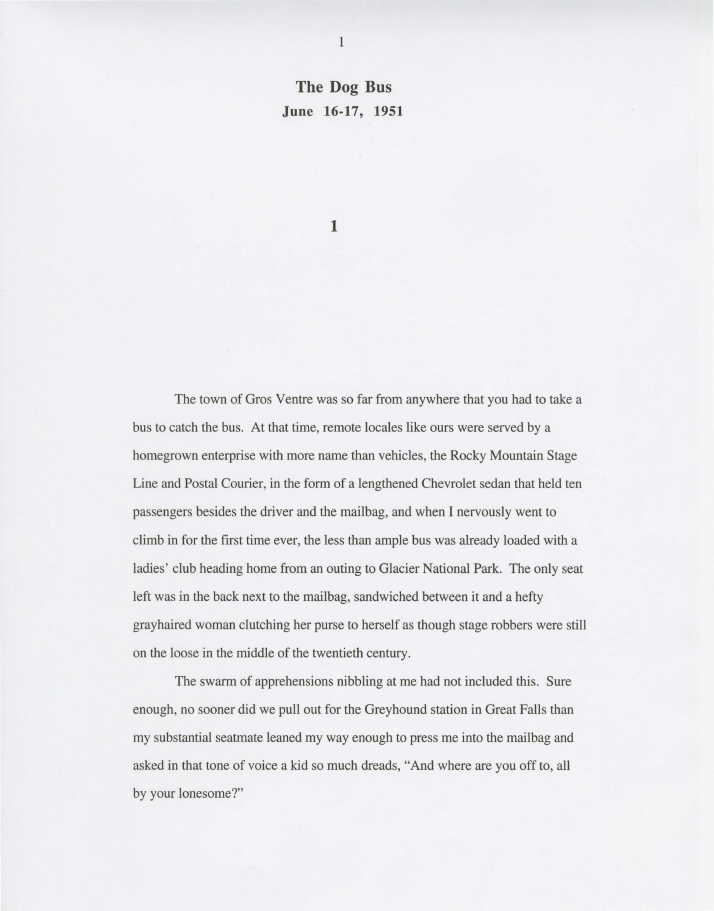 1
The Dog Bus
June 16-17, 1951
1
The town of Gros Ventre was so far from anywhere that you had to take a
bus to catch the bus. At that time, remote locales like ours were served by a
homegrown enterprise with more name than vehicles, the Rocky Mountain Stage
Line and Postal Courier, in the form of a lengthened Chevrolet sedan that held ten
passengers besides the driver and the mailbag, and when I nervously went to
climb in for the first time ever, the less than ample bus was already loaded with a
ladies’ club heading home from an outing to Glacier National Park. The only seat
left was in the back next to the mailbag, sandwiched between it and a hefty
grayhaired woman clutching her purse to herself as though stage robbers were still
on the loose in the middle of the twentieth century.
The swarm of apprehensions nibbling at me had not included this. Sure
enough, no sooner did we pull out for the Greyhound station in Great Falls than
my substantial seatmate leaned my way enough to press me into the mailbag and
asked in that tone of voice a kid so much dreads, “And where are you off to, all
by your lonesome?”